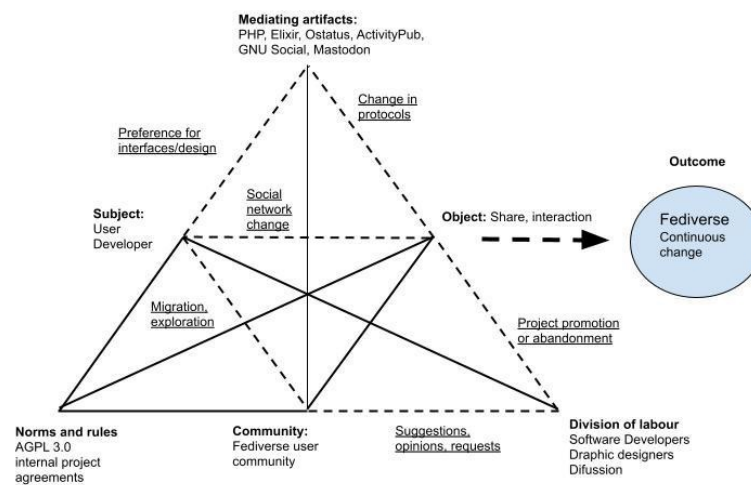 Mediating artifacts:
PHP, Elixir, Ostatus, ActivityPub,
GNU Social, Mastodon
Change in
protocols
Preference for
interfaces/design
Outcome
Subject:
User
Developer
Social
network
change
Object: Share, interaction
Fediverse
Continuous
change
Migration,
exploration
Project promotion
or abandonment
Norms and rules
AGPL 3.0
internal project
agreements
Community:
Fediverse user
community
Suggestions,
opinions, requests
Division of labour
Software Developers
Draphic designers
Difussion